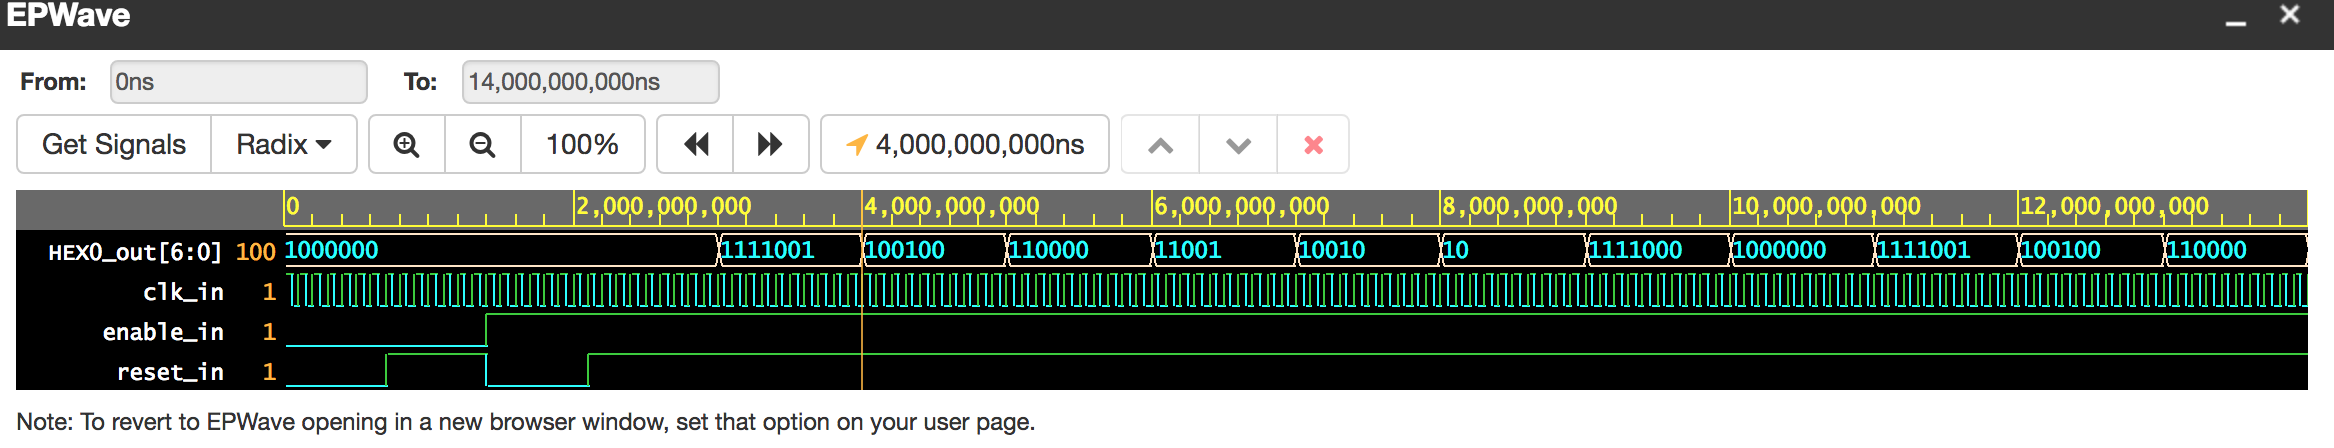 EPWave
From: 0ns To: 14,000,000,000ns
Get Signals Radix 100% 4,000,000,000ns
0 2,000,000,000 4,000,000,000 6,000,000,000 8,000,000,000 10,000,000,000 12,000,000,000
HEX0_out[6:0] 100 1000000 1111001 100100 110000 11001 10010 10 1111000 1000000 1111001 100100 110000
clk_in 1
enable_in 1
reset_in 1
Note: To revert to EPWave opening in a new browser window, set that option on your user page.